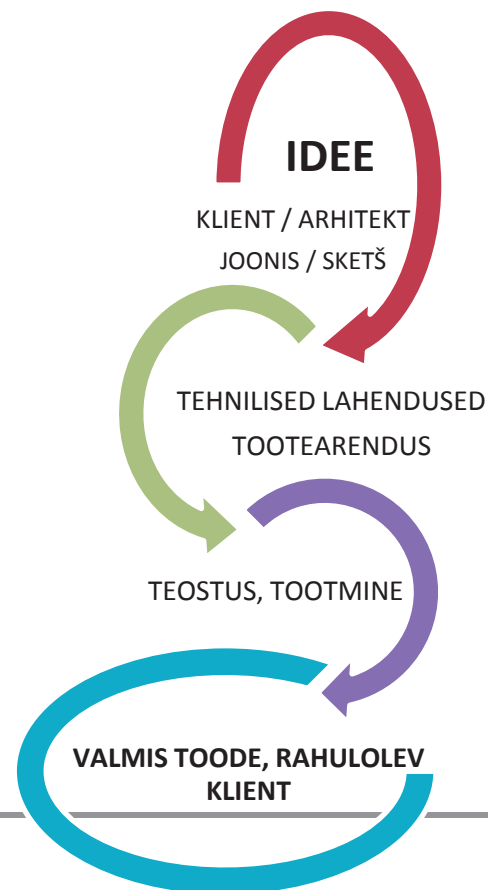 IDEE
KLIENT / ARHITEKT
JOONIS / SKETŠ
TEHNILISED LAHENDUSED
TOOTEARENDUS
TEOSTUS, TOOTMINE
VALMIS TOODE, RAHULOLEV
KLIENT